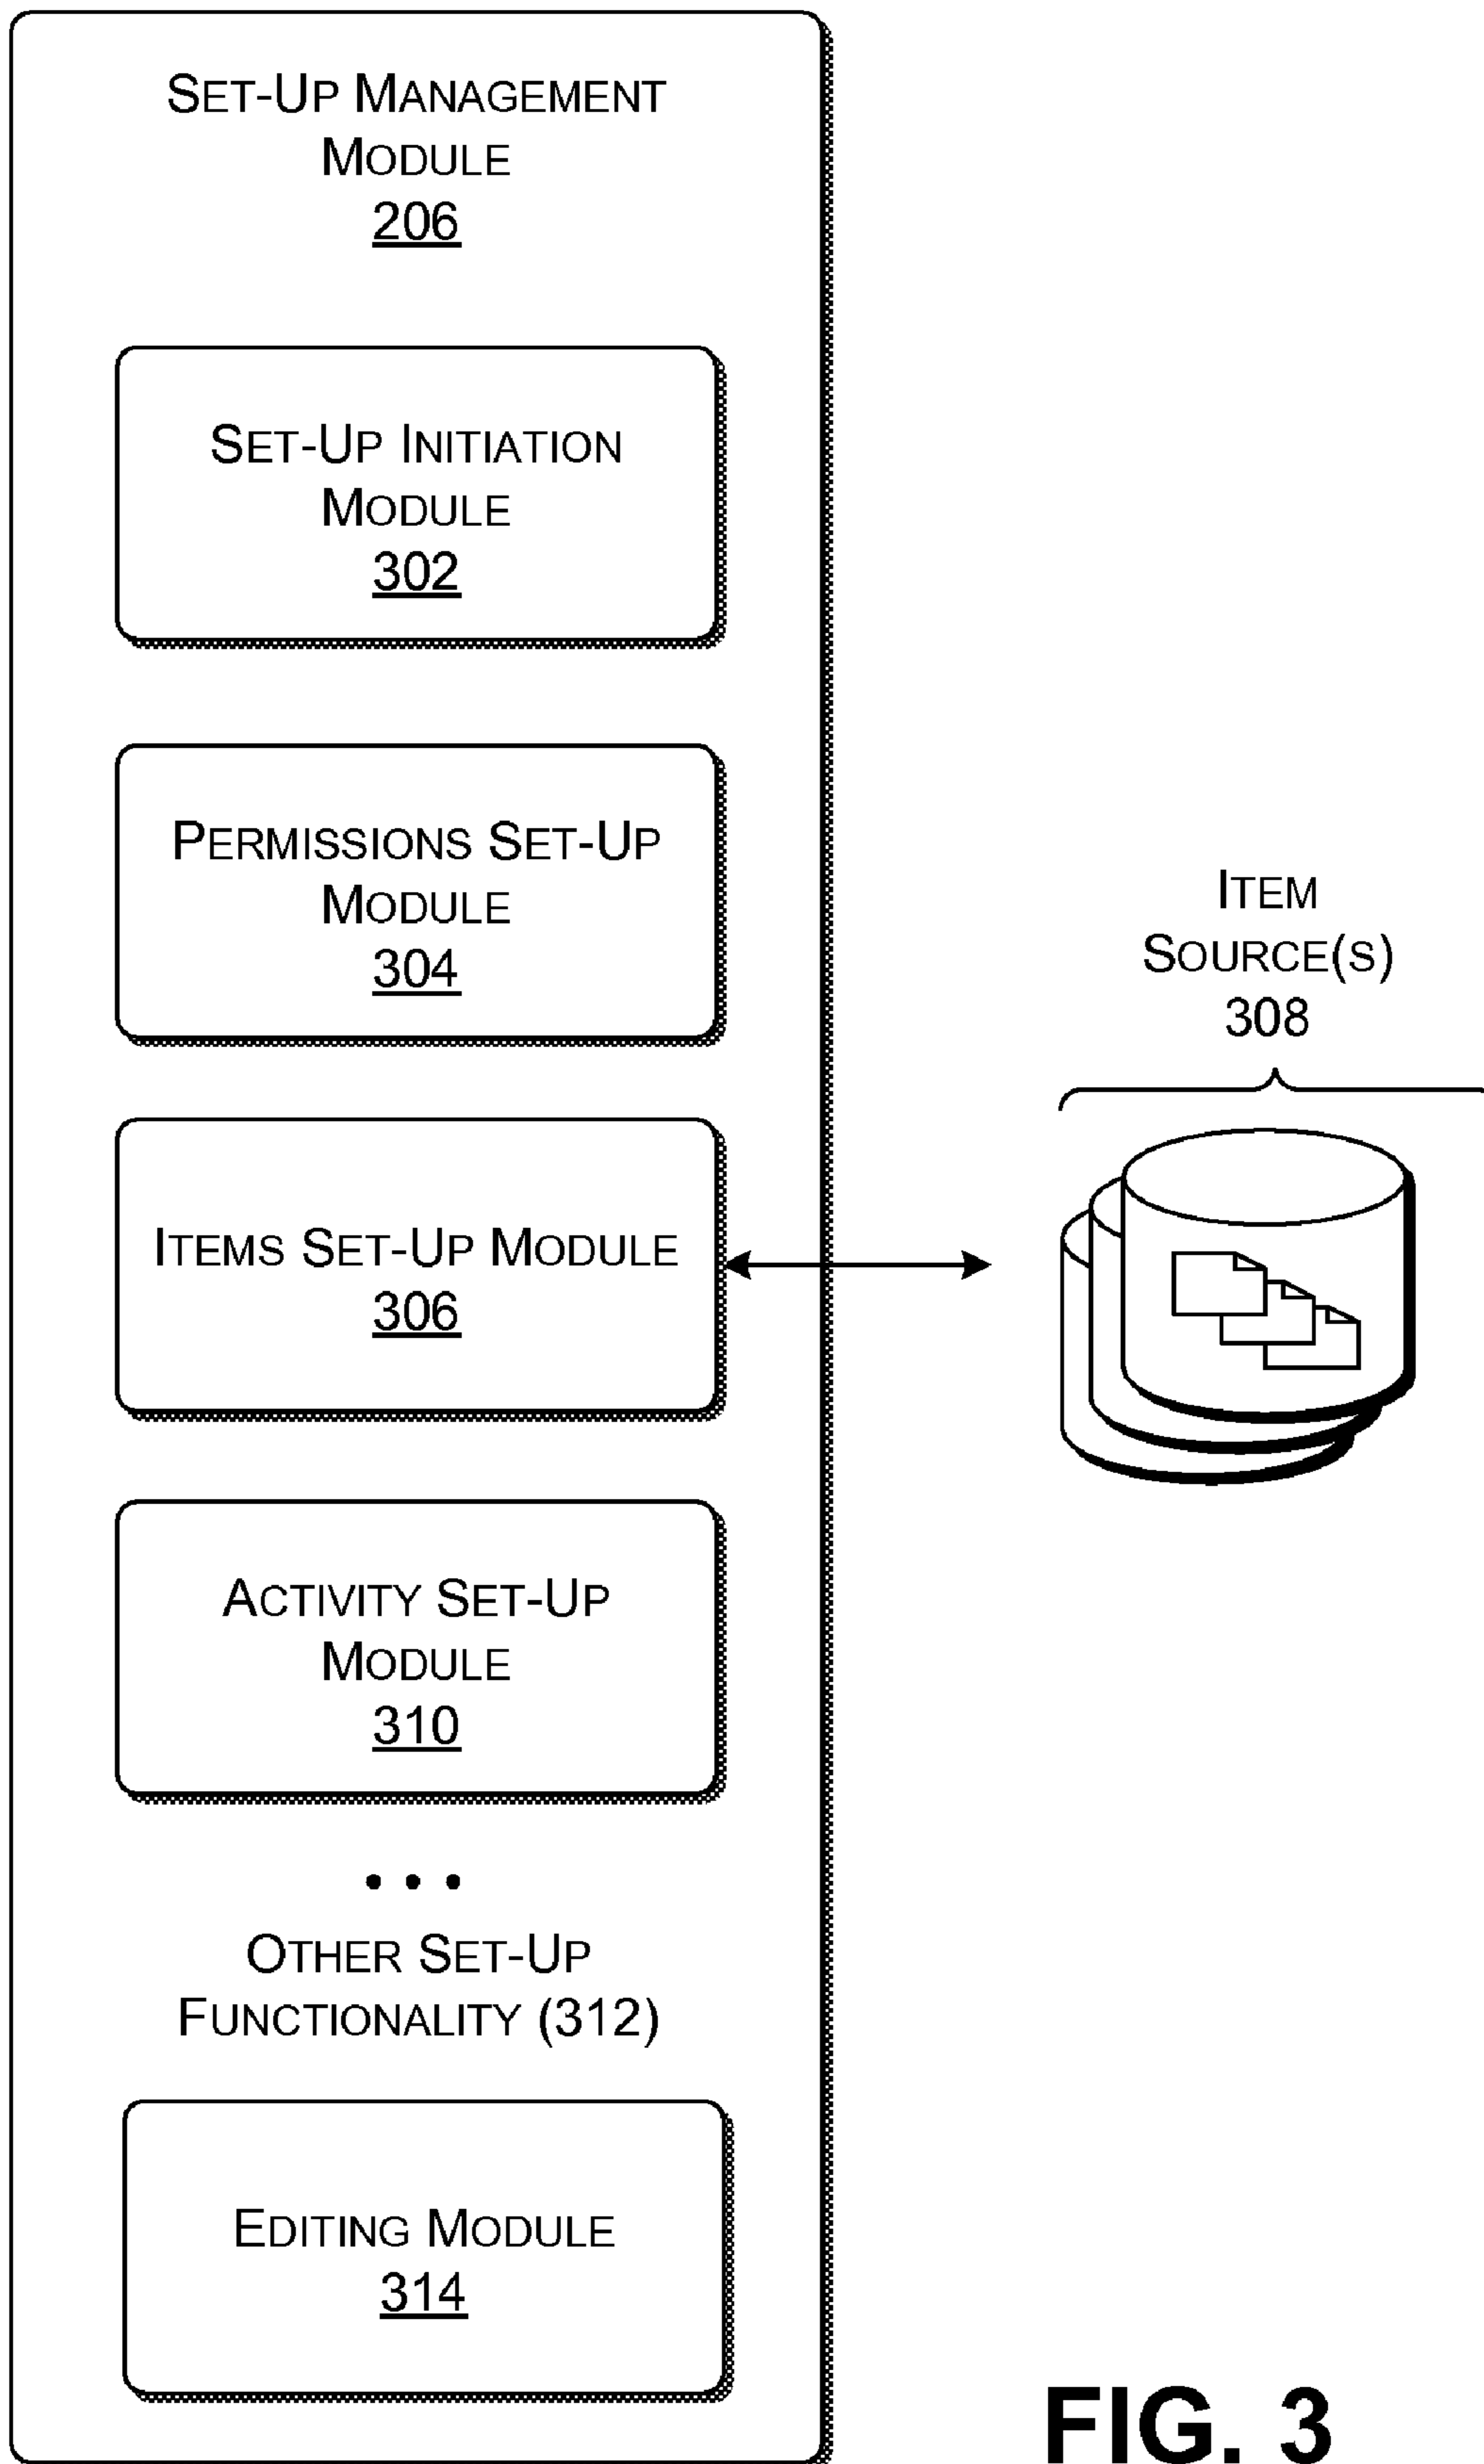 SET-UP MANAGEMENT
MODULE
206
SET-UP INITIATION
MODULE
302
PERMISSIONS SET-UP
MODULE
304
ITEM
SOURCE(S)
308
ITEMS SET-UP MODULE
306
ACTIVITY SET-UP
MODULE
310
...
OTHER SET-UP
FUNCTIONALITY (312)
EDITING MODULE
314
FIG. 3